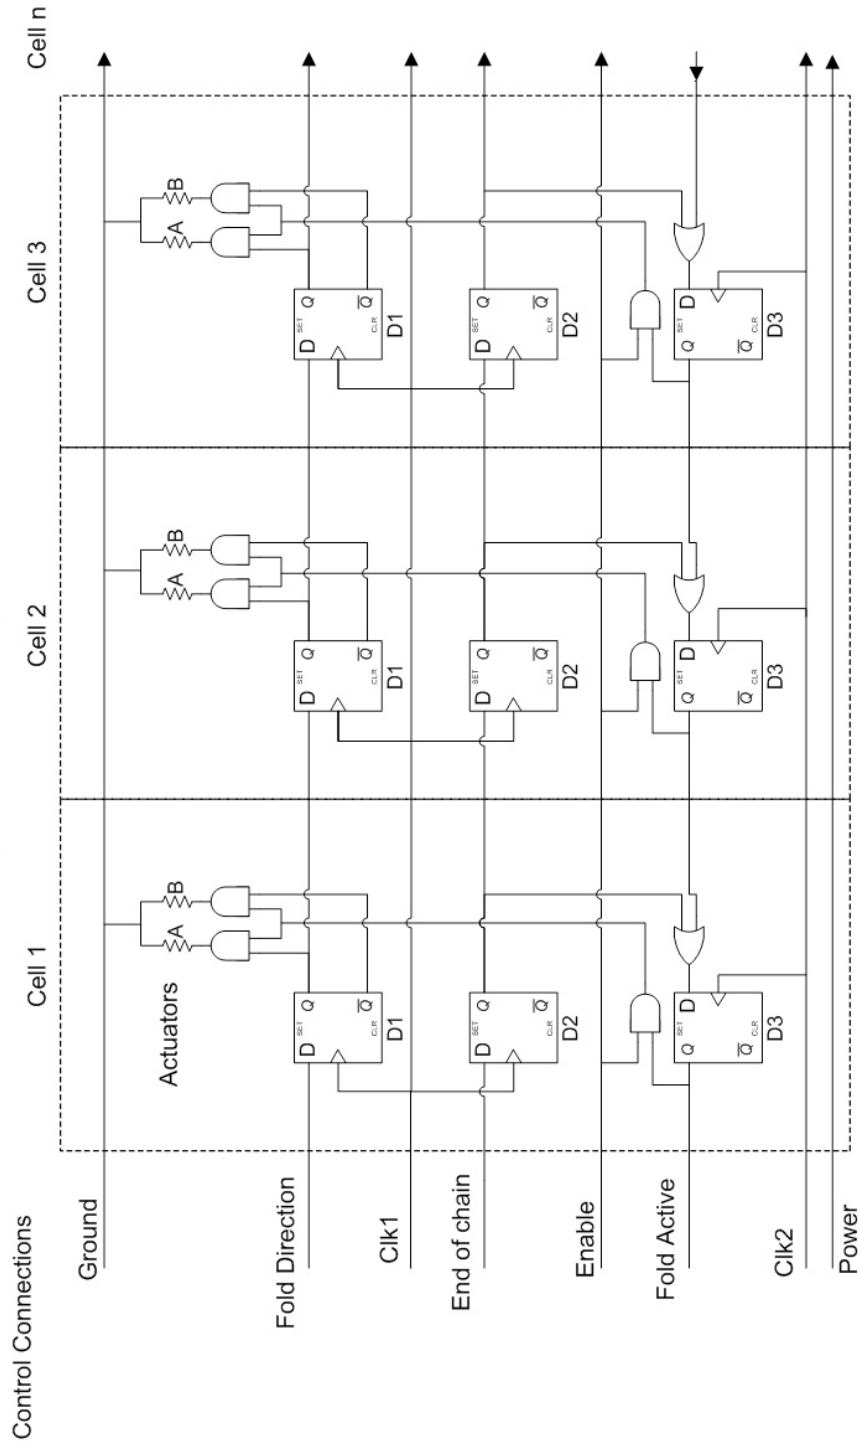 Control Connections
Cell 1
Cell 2
Cell 3
Cell n
Ground
Actuators
A
B
A
B
A
B
Fold Direction
D SET Q
CLR Q̅
D1
D SET Q
CLR Q̅
D1
D SET Q
CLR Q̅
D1
Clk1
End of chain
D SET Q
CLR Q̅
D2
D SET Q
CLR Q̅
D2
D SET Q
CLR Q̅
D2
Enable
Fold Active
Q SET D
Q̅ CLR
D3
Q SET D
Q̅ CLR
D3
Q SET D
Q̅ CLR
D3
Clk2
Power